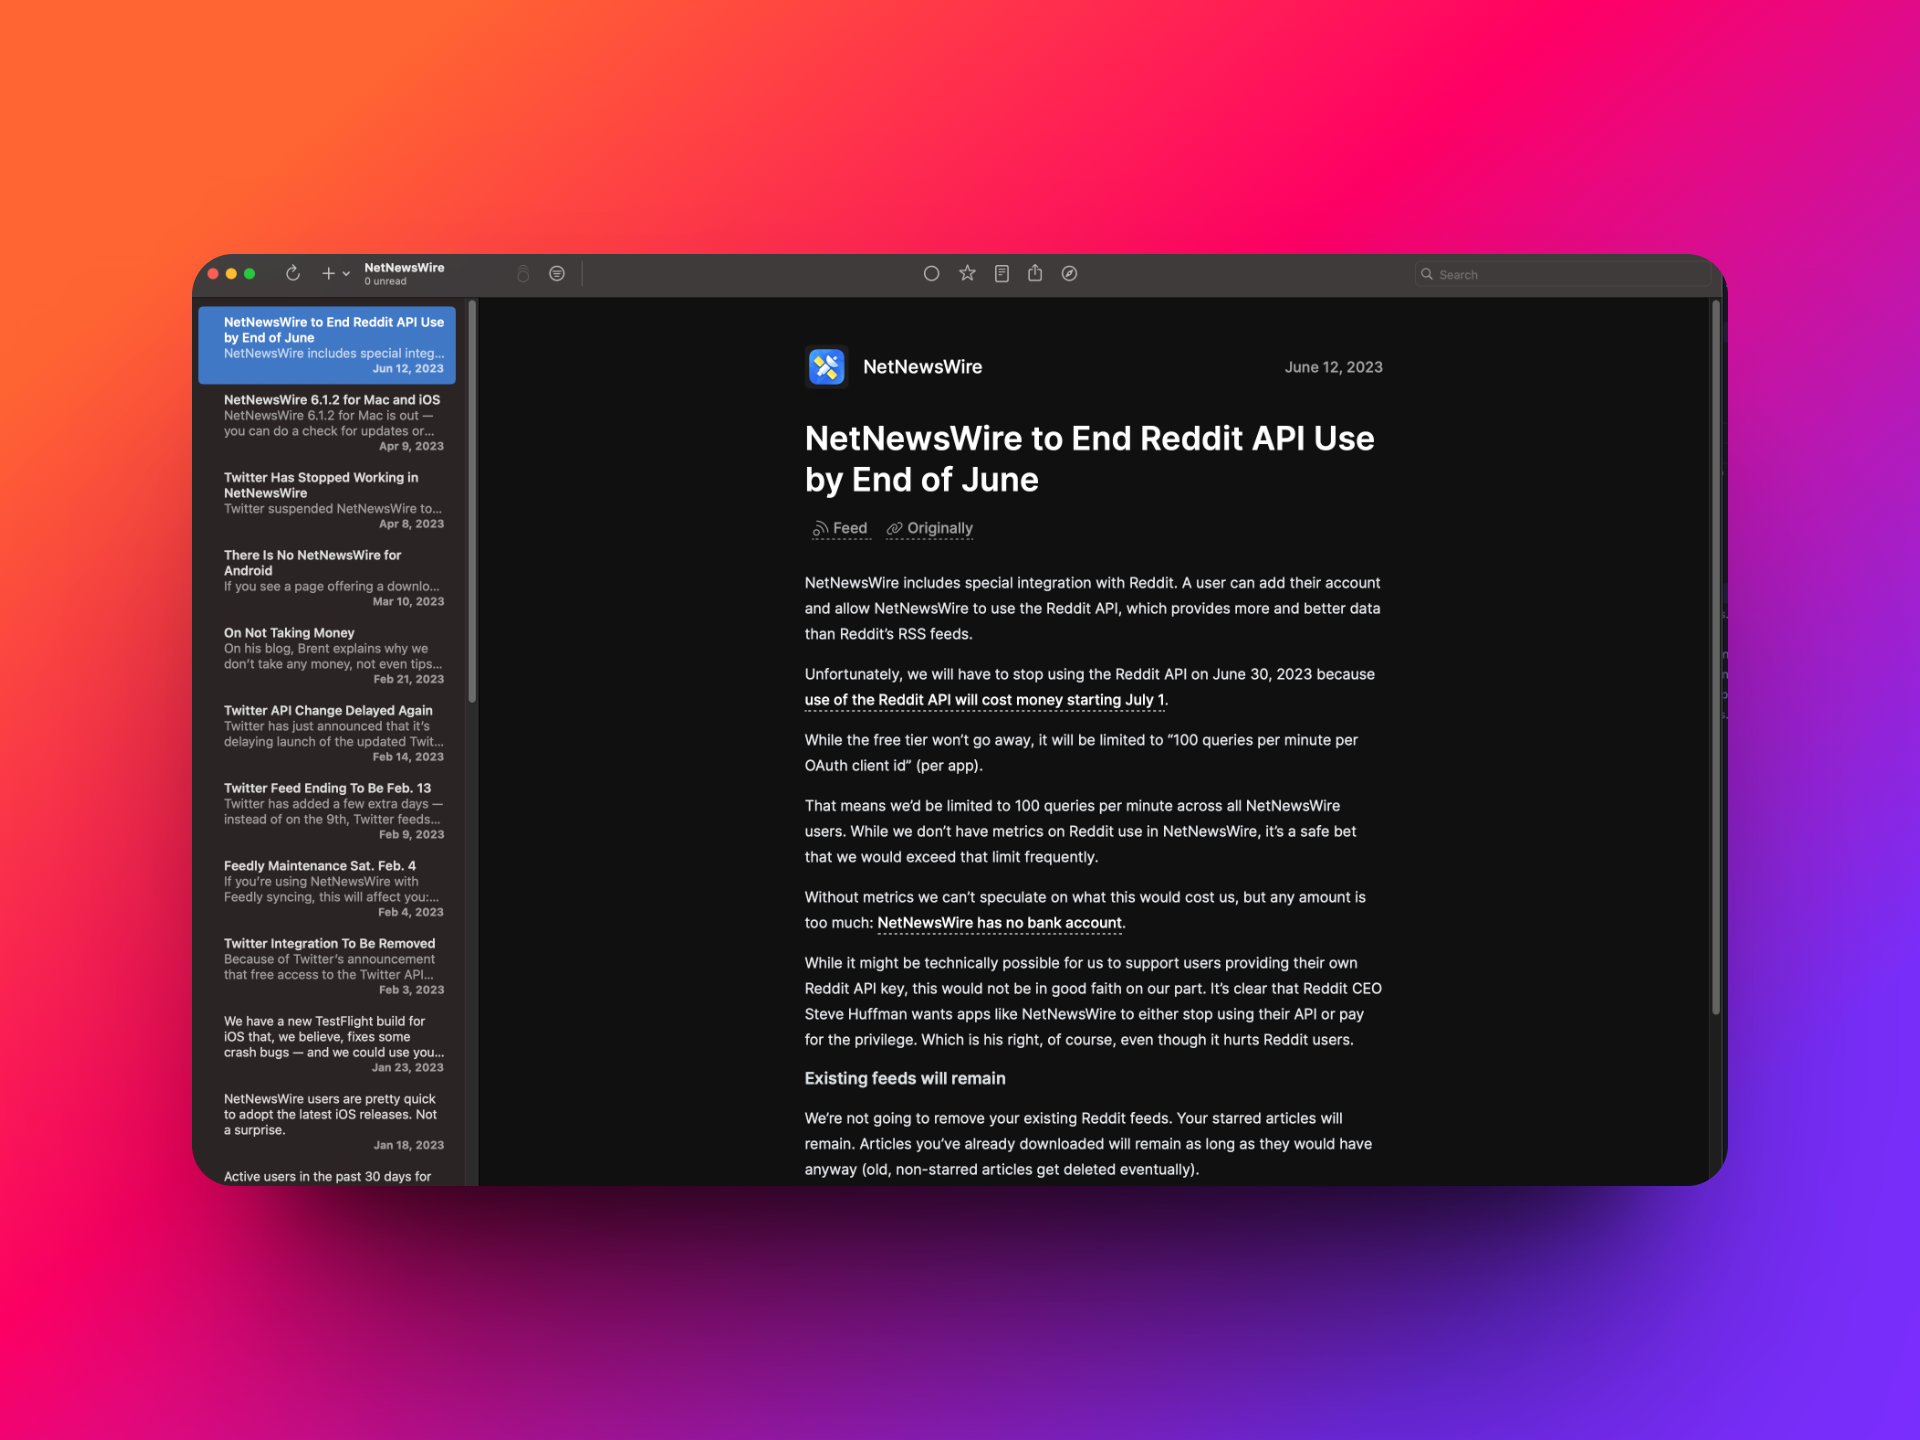 NetNewsWire
0 unread
Search
NetNewsWire to End Reddit API Use
by End of June
NetNewsWire includes special integ...
Jun 12, 2023
NetNewsWire 6.1.2 for Mac and iOS
NetNewsWire 6.1.2 for Mac is out —
you can do a check for updates or...
Apr 9, 2023
Twitter Has Stopped Working in
NetNewsWire
Twitter suspended NetNewsWire to...
Apr 8, 2023
There Is No NetNewsWire for
Android
If you see a page offering a downlo...
Mar 10, 2023
On Not Taking Money
On his blog, Brent explains why we
don't take any money, not even tips...
Feb 21, 2023
Twitter API Change Delayed Again
Twitter has just announced that it's
delaying launch of the updated Twit...
Feb 14, 2023
Twitter Feed Ending To Be Feb. 13
Twitter has added a few extra days —
instead of on the 9th, Twitter feeds...
Feb 9, 2023
Feedly Maintenance Sat. Feb. 4
If you're using NetNewsWire with
Feedly syncing, this will affect you:...
Feb 4, 2023
Twitter Integration To Be Removed
Because of Twitter's announcement
that free access to the Twitter API...
Feb 3, 2023
We have a new TestFlight build for
iOS that, we believe, fixes some
crash bugs — and we could use you...
Jan 23, 2023
NetNewsWire users are pretty quick
to adopt the latest iOS releases. Not
a surprise.
Jan 18, 2023
Active users in the past 30 days for
NetNewsWire
June 12, 2023
NetNewsWire to End Reddit API Use
by End of June
Feed Originally
NetNewsWire includes special integration with Reddit. A user can add their account
and allow NetNewsWire to use the Reddit API, which provides more and better data
than Reddit's RSS feeds.
Unfortunately, we will have to stop using the Reddit API on June 30, 2023 because
use of the Reddit API will cost money starting July 1.
While the free tier won't go away, it will be limited to "100 queries per minute per
OAuth client id" (per app).
That means we'd be limited to 100 queries per minute across all NetNewsWire
users. While we don't have metrics on Reddit use in NetNewsWire, it's a safe bet
that we would exceed that limit frequently.
Without metrics we can't speculate on what this would cost us, but any amount is
too much: NetNewsWire has no bank account.
While it might be technically possible for us to support users providing their own
Reddit API key, this would not be in good faith on our part. It's clear that Reddit CEO
Steve Huffman wants apps like NetNewsWire to either stop using their API or pay
for the privilege. Which is his right, of course, even though it hurts Reddit users.
Existing feeds will remain
We're not going to remove your existing Reddit feeds. Your starred articles will
remain. Articles you've already downloaded will remain as long as they would have
anyway (old, non-starred articles get deleted eventually).